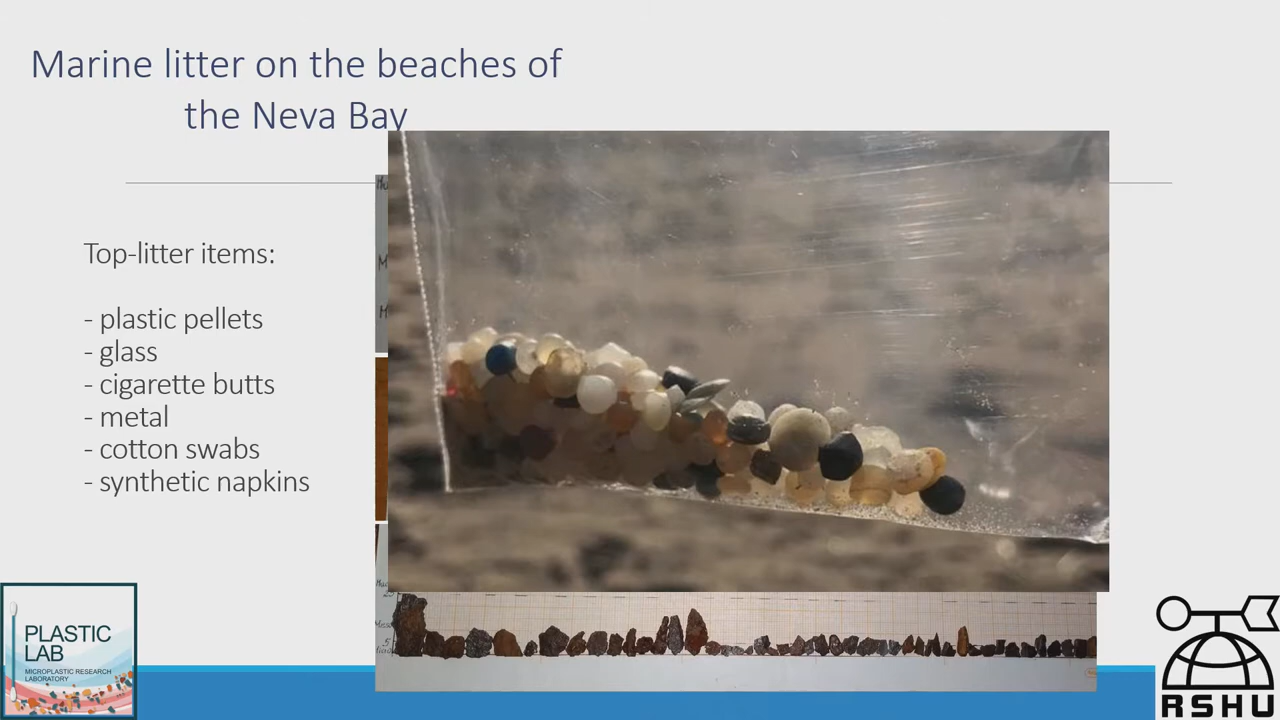 Marine litter on the beaches of
the Neva Bay
Top-litter items:
- plastic pellets
- glass
- cigarette butts
- metal
- cotton swabs
- synthetic napkins
PLASTIC
LAB
MICROPLASTIC RESEARCH
LABORATORY
RSHU